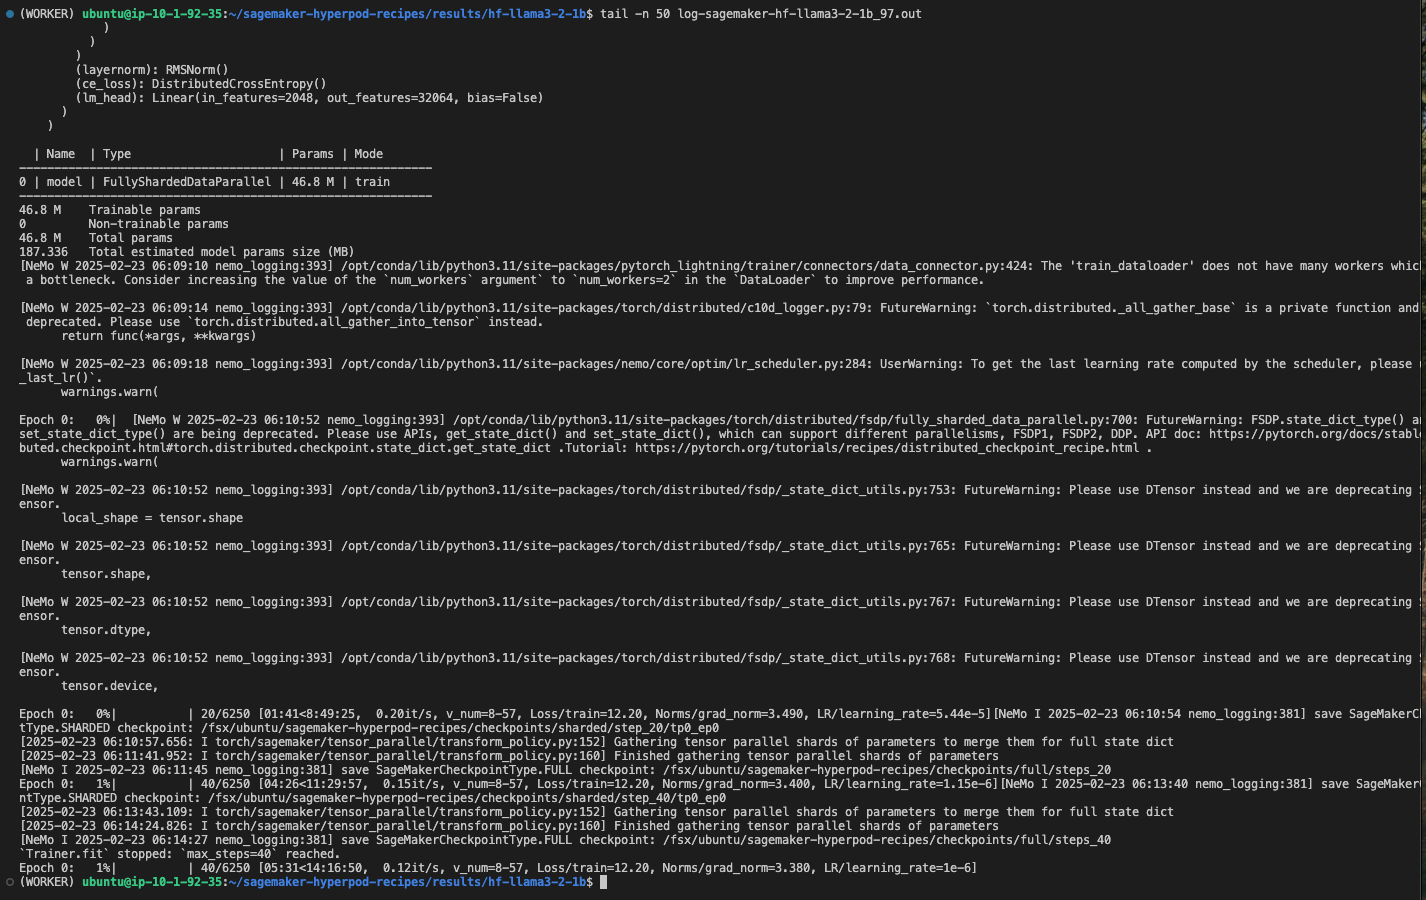 (WORKER) ubuntu@ip-10-1-92-35:~/sagemaker-hyperpod-recipes/results/hf-llama3-2-1b$ tail -n 50 log-sagemaker-hf-llama3-2-1b_97.out
)
)
)
(layernorm): RMSNorm()
(ce_loss): DistributedCrossEntropy()
(lm_head): Linear(in_features=2048, out_features=32064, bias=False)
)
)
| Name | Type | Params | Mode
0 | model | FullyShardedDataParallel | 46.8 M | train
46.8 M Trainable params
0 Non-trainable params
46.8 M Total params
187.336 Total estimated model params size (MB)
[NeMo W 2025-02-23 06:09:10 nemo_logging:393] /opt/conda/lib/python3.11/site-packages/pytorch_lightning/trainer/connectors/data_connector.py:424: The 'train_dataloader' does not have many workers whic
a bottleneck. Consider increasing the value of the `num_workers` argument` to `num_workers=2` in the `DataLoader` to improve performance.
[NeMo W 2025-02-23 06:09:14 nemo_logging:393] /opt/conda/lib/python3.11/site-packages/torch/distributed/c10d_logger.py:79: FutureWarning: `torch.distributed._all_gather_base` is a private function and
deprecated. Please use `torch.distributed.all_gather_into_tensor` instead.
return func(*args, **kwargs)
[NeMo W 2025-02-23 06:09:18 nemo_logging:393] /opt/conda/lib/python3.11/site-packages/nemo/core/optim/lr_scheduler.py:284: UserWarning: To get the last learning rate computed by the scheduler, please
_last_lr()`.
warnings.warn(
Epoch 0: 0%| [NeMo W 2025-02-23 06:10:52 nemo_logging:393] /opt/conda/lib/python3.11/site-packages/torch/distributed/fsdp/fully_sharded_data_parallel.py:700: FutureWarning: FSDP.state_dict_type() a
set_state_dict_type() are being deprecated. Please use APIs, get_state_dict() and set_state_dict(), which can support different parallelisms, FSDP1, FSDP2, DDP. API doc: https://pytorch.org/docs/stabl
buted.checkpoint.html#torch.distributed.checkpoint.state_dict.get_state_dict .Tutorial: https://pytorch.org/tutorials/recipes/distributed_checkpoint_recipe.html .
warnings.warn(
[NeMo W 2025-02-23 06:10:52 nemo_logging:393] /opt/conda/lib/python3.11/site-packages/torch/distributed/fsdp/_state_dict_utils.py:753: FutureWarning: Please use DTensor instead and we are deprecating
ensor.
local_shape = tensor.shape
[NeMo W 2025-02-23 06:10:52 nemo_logging:393] /opt/conda/lib/python3.11/site-packages/torch/distributed/fsdp/_state_dict_utils.py:765: FutureWarning: Please use DTensor instead and we are deprecating
ensor.
tensor.shape,
[NeMo W 2025-02-23 06:10:52 nemo_logging:393] /opt/conda/lib/python3.11/site-packages/torch/distributed/fsdp/_state_dict_utils.py:767: FutureWarning: Please use DTensor instead and we are deprecating
ensor.
tensor.dtype,
[NeMo W 2025-02-23 06:10:52 nemo_logging:393] /opt/conda/lib/python3.11/site-packages/torch/distributed/fsdp/_state_dict_utils.py:768: FutureWarning: Please use DTensor instead and we are deprecating
ensor.
tensor.device,
Epoch 0: 0%| | 20/6250 [01:41<8:49:25, 0.20it/s, v_num=8-57, Loss/train=12.20, Norms/grad_norm=3.490, LR/learning_rate=5.44e-5][NeMo I 2025-02-23 06:10:54 nemo_logging:381] save SageMakerC
tType.SHARDED checkpoint: /fsx/ubuntu/sagemaker-hyperpod-recipes/checkpoints/sharded/step_20/tp0_ep0
[2025-02-23 06:10:57.656: I torch/sagemaker/tensor_parallel/transform_policy.py:152] Gathering tensor parallel shards of parameters to merge them for full state dict
[2025-02-23 06:11:41.952: I torch/sagemaker/tensor_parallel/transform_policy.py:160] Finished gathering tensor parallel shards of parameters
[NeMo I 2025-02-23 06:11:45 nemo_logging:381] save SageMakerCheckpointType.FULL checkpoint: /fsx/ubuntu/sagemaker-hyperpod-recipes/checkpoints/full/steps_20
Epoch 0: 1%| | 40/6250 [04:26<11:29:57, 0.15it/s, v_num=8-57, Loss/train=12.20, Norms/grad_norm=3.400, LR/learning_rate=1.15e-6][NeMo I 2025-02-23 06:13:40 nemo_logging:381] save SageMaker
ntType.SHARDED checkpoint: /fsx/ubuntu/sagemaker-hyperpod-recipes/checkpoints/sharded/step_40/tp0_ep0
[2025-02-23 06:13:43.109: I torch/sagemaker/tensor_parallel/transform_policy.py:152] Gathering tensor parallel shards of parameters to merge them for full state dict
[2025-02-23 06:14:24.826: I torch/sagemaker/tensor_parallel/transform_policy.py:160] Finished gathering tensor parallel shards of parameters
[NeMo I 2025-02-23 06:14:27 nemo_logging:381] save SageMakerCheckpointType.FULL checkpoint: /fsx/ubuntu/sagemaker-hyperpod-recipes/checkpoints/full/steps_40
`Trainer.fit` stopped: `max_steps=40` reached.
Epoch 0: 1%| | 40/6250 [05:31<14:16:50, 0.12it/s, v_num=8-57, Loss/train=12.20, Norms/grad_norm=3.380, LR/learning_rate=1e-6]
(WORKER) ubuntu@ip-10-1-92-35:~/sagemaker-hyperpod-recipes/results/hf-llama3-2-1b$